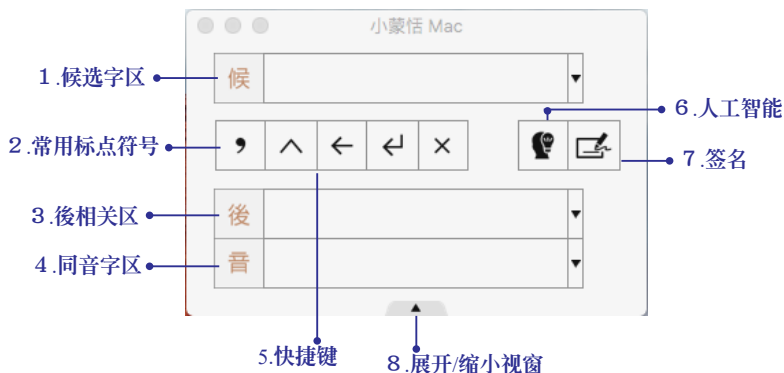 小蒙恬 Mac
1.候选字区
候
2.常用标点符号
,
6.人工智能
7.签名
3.後相关区
後
4.同音字区
音
5.快捷键
8.展开/缩小视窗